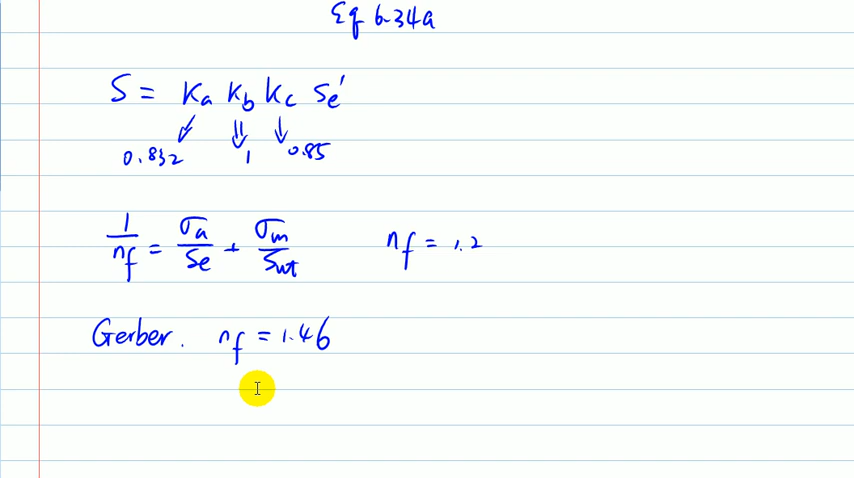 Eq 6.34a
S = Ka Kb Kc Se'
0.832 1 0.85
1/nf = σa/Se + σm/Sut nf = 1.2
Gerber. nf = 1.46